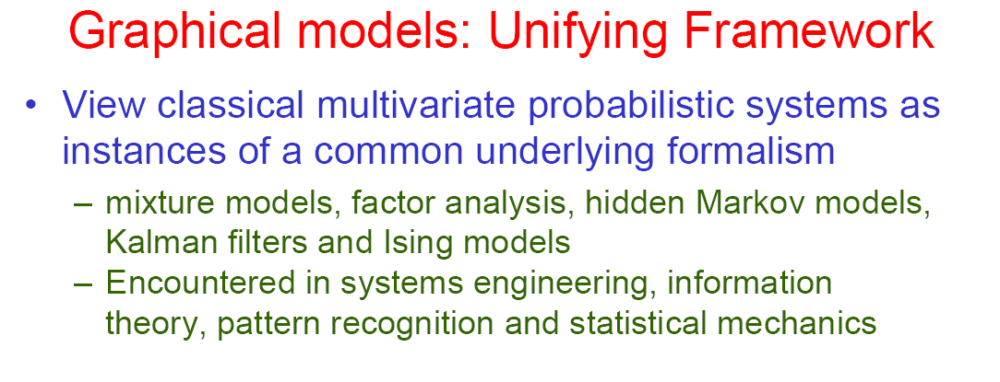 Graphical models: Unifying Framework
• View classical multivariate probabilistic systems as
instances of a common underlying formalism
– mixture models, factor analysis, hidden Markov models,
Kalman filters and Ising models
– Encountered in systems engineering, information
theory, pattern recognition and statistical mechanics